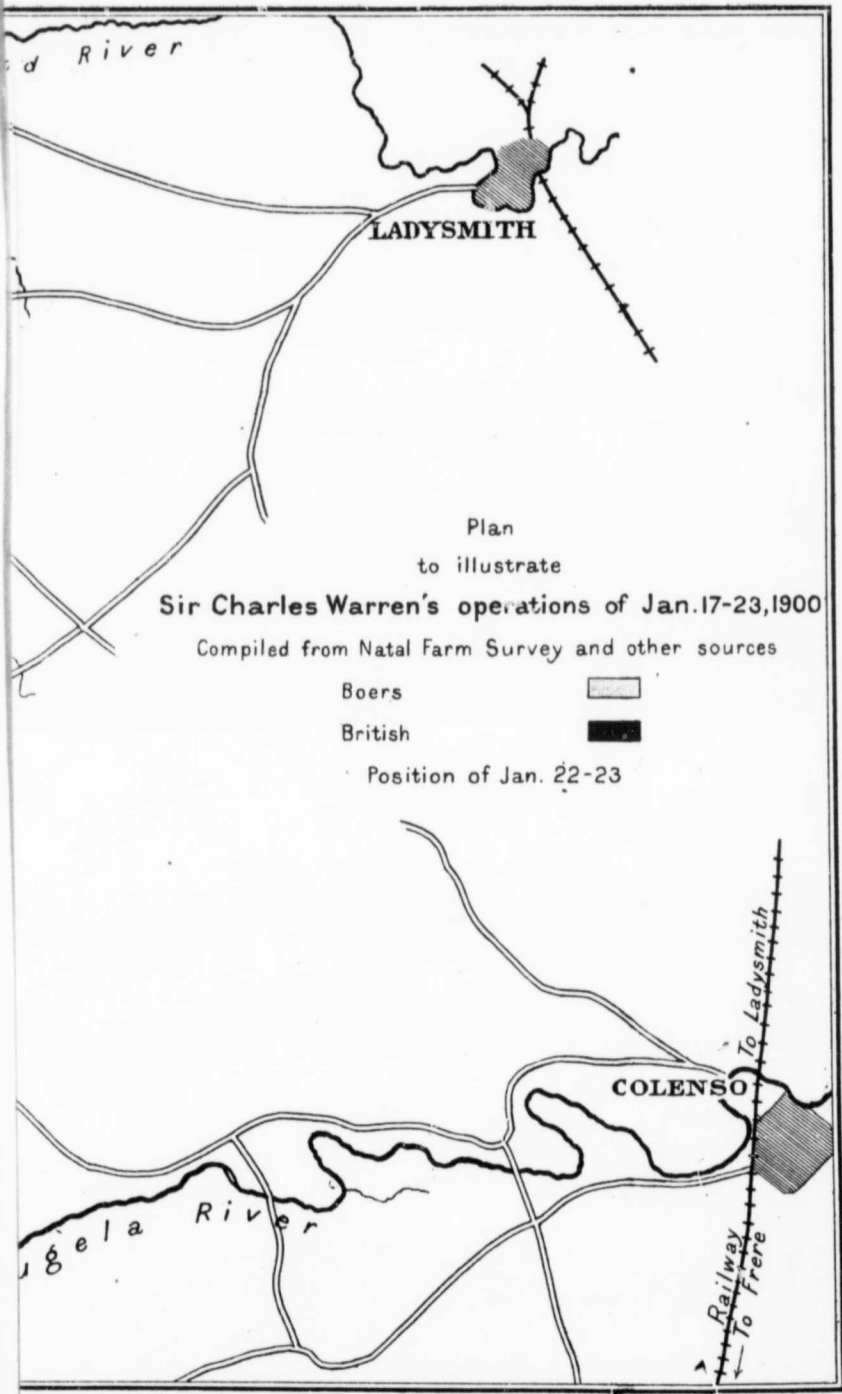 d River
LADYSMITH
Plan
to illustrate
Sir Charles Warren's operations of Jan. 17-23, 1900
Compiled from Natal Farm Survey and other sources
Boers
British
Position of Jan. 22-23
To Ladysmith
COLENSO
ugela River
Railway
To Frere
A